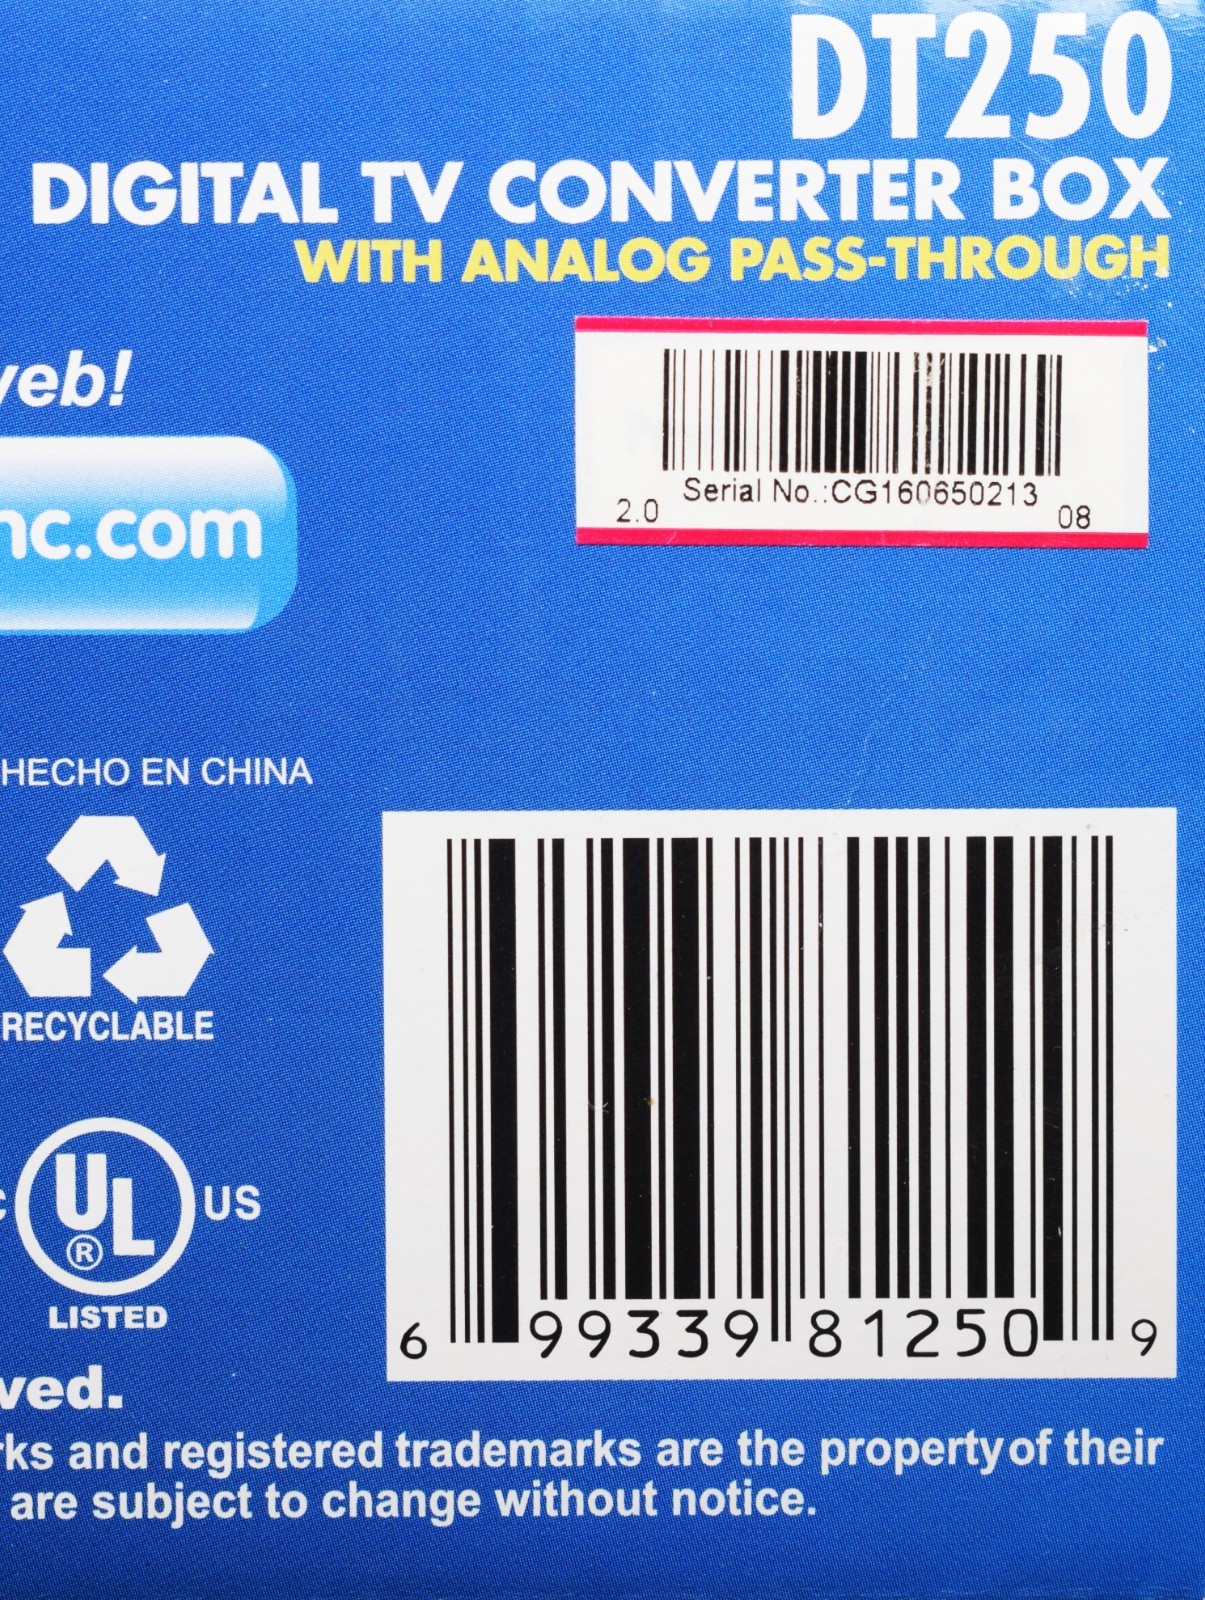 DT250
DIGITAL TV CONVERTER BOX
WITH ANALOG PASS-THROUGH
yeb!
nc.com
Serial No.:CG160650213
2.0
08
HECHO EN CHINA
RECYCLABLE
C UL ® US
LISTED
6 99339 81250 9
ved.
rks and registered trademarks are the property of their
are subject to change without notice.